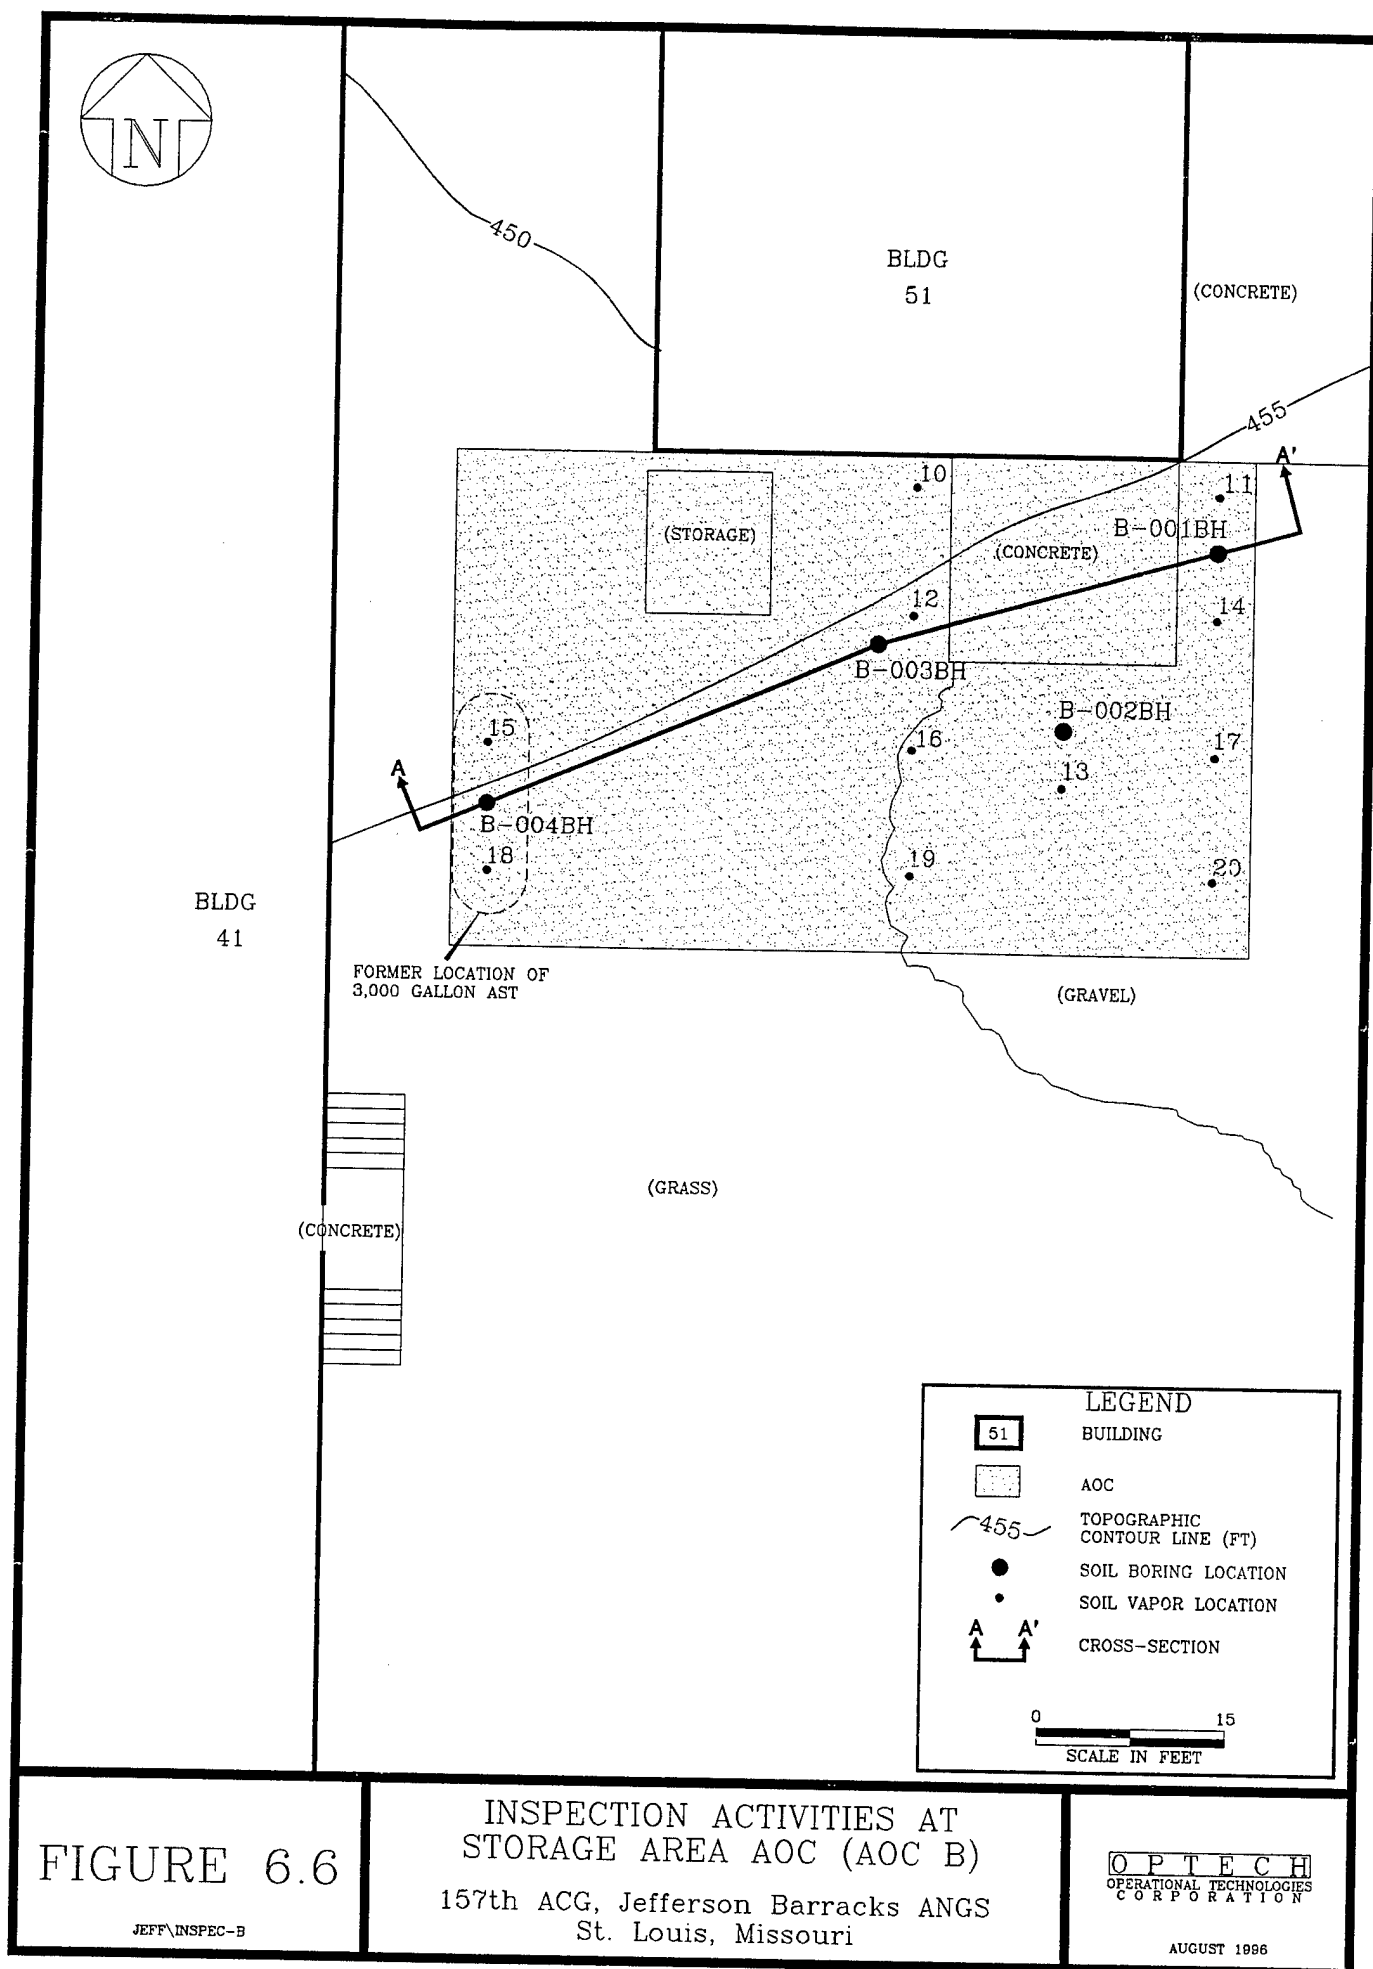 N
450
BLDG
51
(CONCRETE)
455
A'
10
11
(STORAGE)
(CONCRETE)
B-001BH
12
14
B-003BH
B-002BH
15
16
17
A
13
B-004BH
18
19
20
BLDG
41
FORMER LOCATION OF
3,000 GALLON AST
(GRAVEL)
(GRASS)
(CONCRETE)
LEGEND
51
BUILDING
AOC
455
TOPOGRAPHIC
CONTOUR LINE (FT)
SOIL BORING LOCATION
SOIL VAPOR LOCATION
A A'
CROSS-SECTION
0 15
SCALE IN FEET
FIGURE 6.6
JEFF\INSPEC-B
INSPECTION ACTIVITIES AT
STORAGE AREA AOC (AOC B)
157th ACG, Jefferson Barracks ANGS
St. Louis, Missouri
OPTECH
OPERATIONAL TECHNOLOGIES
CORPORATION
AUGUST 1996